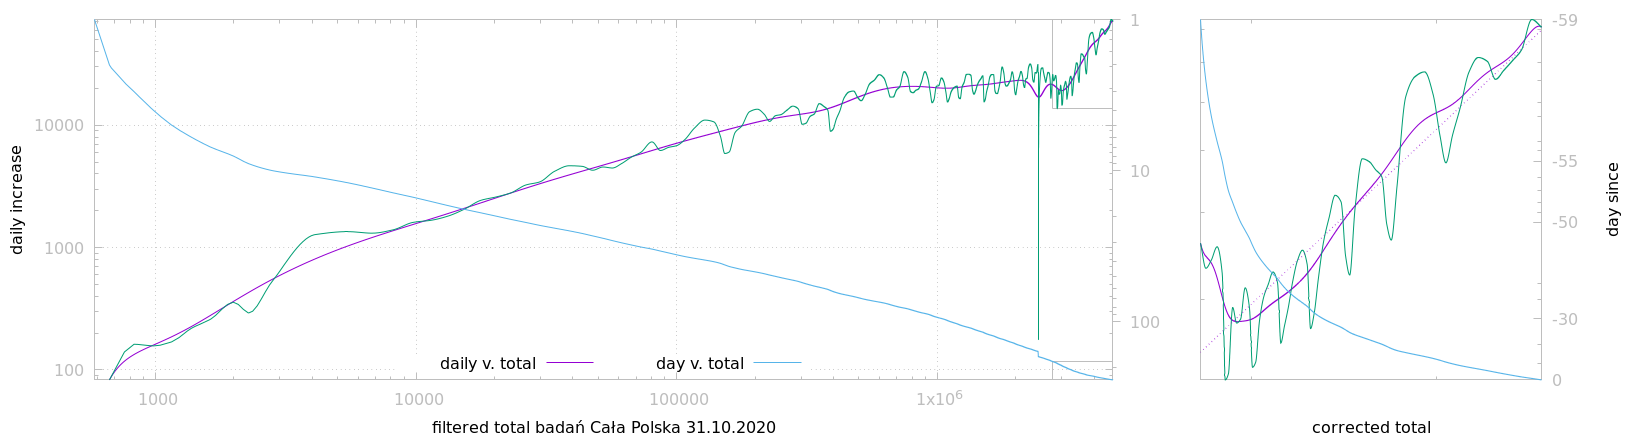 daily increase
10000
1000
100
1000
10000
100000
1x10⁶
1
10
100
daily v. total
day v. total
filtered total badań Cała Polska 31.10.2020
-59
-55
-50
-30
0
day since
corrected total